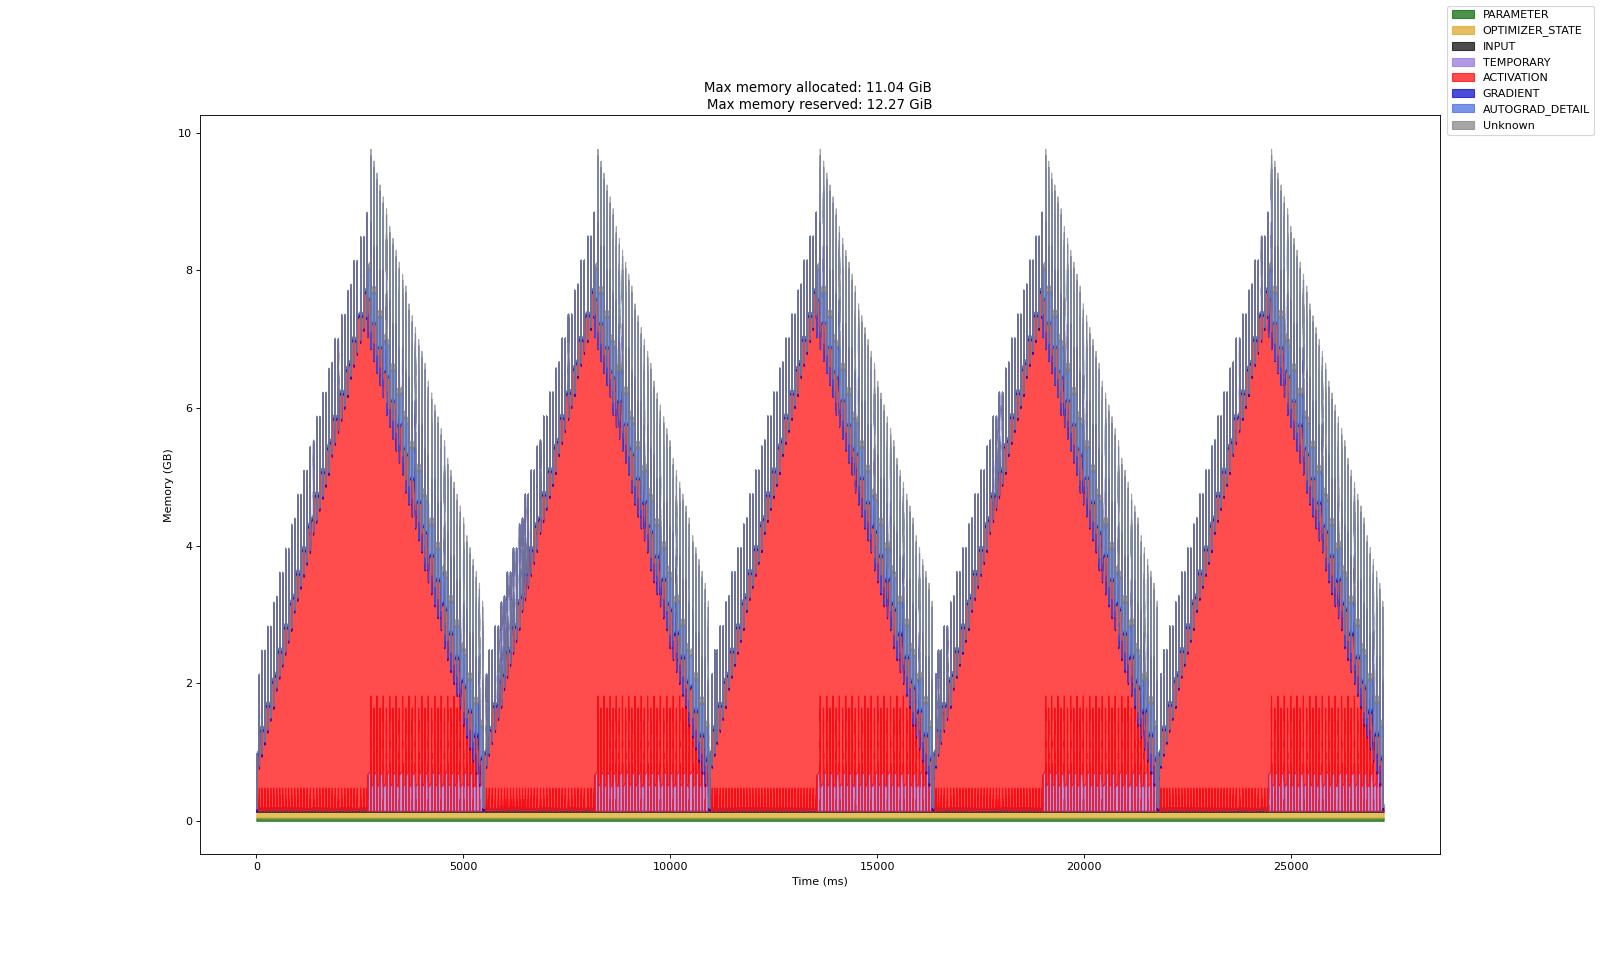 PARAMETER
OPTIMIZER_STATE
INPUT
TEMPORARY
ACTIVATION
GRADIENT
AUTOGRAD_DETAIL
Unknown
Max memory allocated: 11.04 GiB
Max memory reserved: 12.27 GiB
10
8
6
4
2
0
Memory (GB)
0 5000 10000 15000 20000 25000
Time (ms)